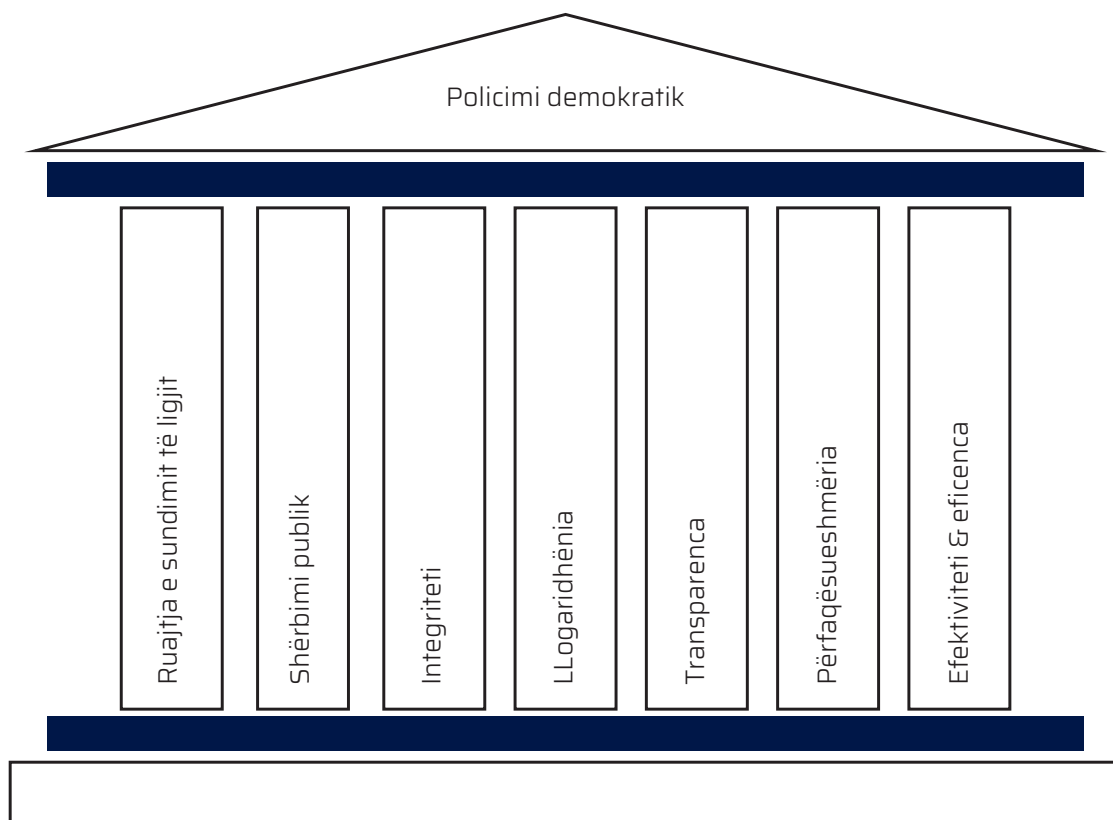 Policimi demokratik
Ruajtja e sundimit të ligjit
Shërbimi publik
Integriteti
LLogaridhënia
Transparenca
Përfaqësueshmëria
Efektiviteti & eficenca